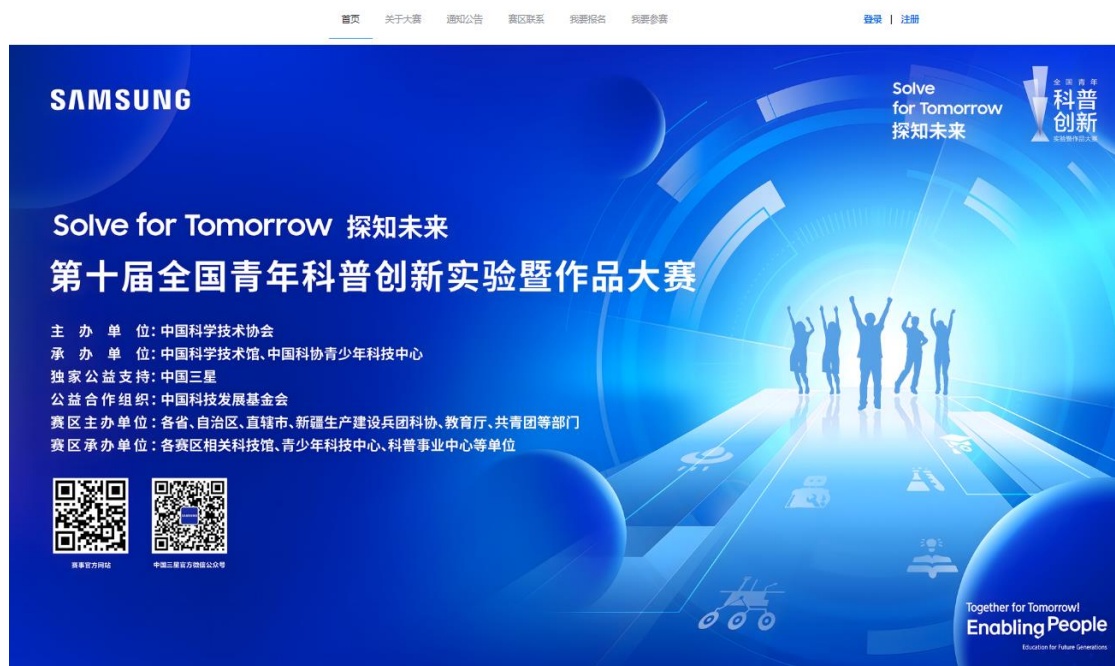 首页 关于大赛 通知公告 赛区联系 我要报名 我要参赛 登录 | 注册
SAMSUNG
Solve
for Tomorrow
探知未来
全国青年
科普
创新
实验暨作品大赛
Solve for Tomorrow 探知未来
第十届全国青年科普创新实验暨作品大赛
主办单位:中国科学技术协会
承办单位:中国科学技术馆、中国科协青少年科技中心
独家公益支持:中国三星
公益合作组织:中国科技发展基金会
赛区主办单位:各省、自治区、直辖市、新疆生产建设兵团科协、教育厅、共青团等部门
赛区承办单位:各赛区相关科技馆、青少年科技中心、科普事业中心等单位
SAMSUNG
赛事官方网站 中国三星官方微信公众号
Together for Tomorrow!
Enabling People
Education for Future Generations